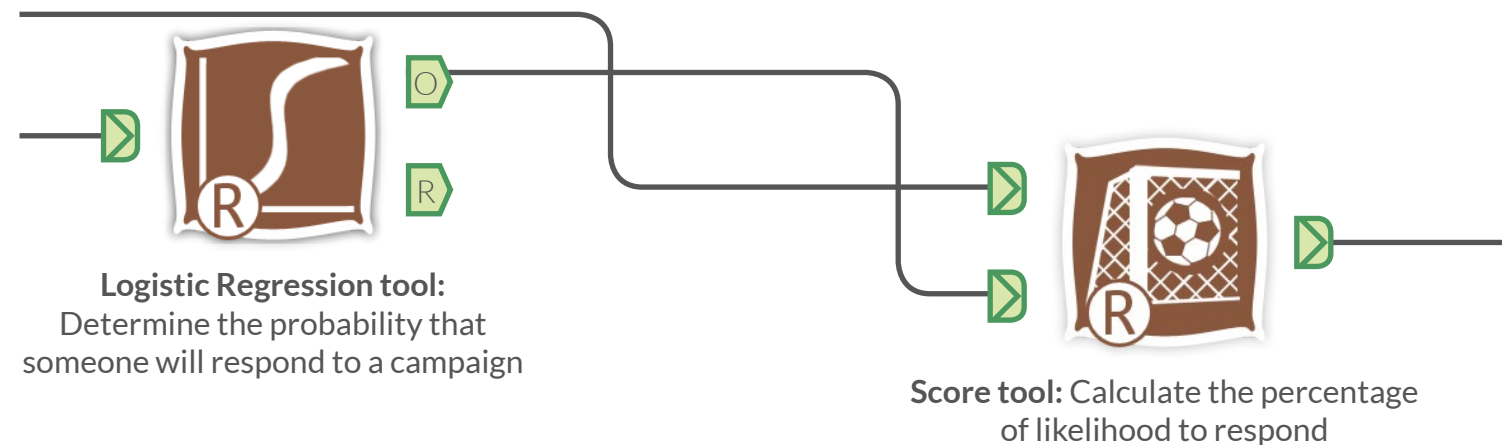 O
R
R
Logistic Regression tool:
Determine the probability that
someone will respond to a campaign
R
Score tool: Calculate the percentage
of likelihood to respond